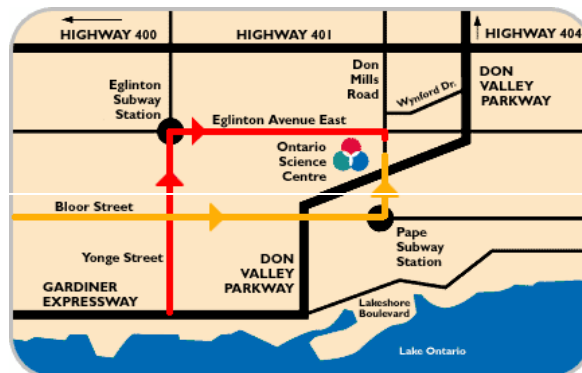 HIGHWAY 400
HIGHWAY 401
HIGHWAY 404
Eglinton
Subway
Station
Don
Mills
Road
Wynford Dr.
DON
VALLEY
PARKWAY
Eglinton Avenue East
Ontario
Science
Centre
Bloor Street
Yonge Street
DON
VALLEY
PARKWAY
Pape
Subway
Station
GARDINER
EXPRESSWAY
Lakeshore
Boulevard
Lake Ontario